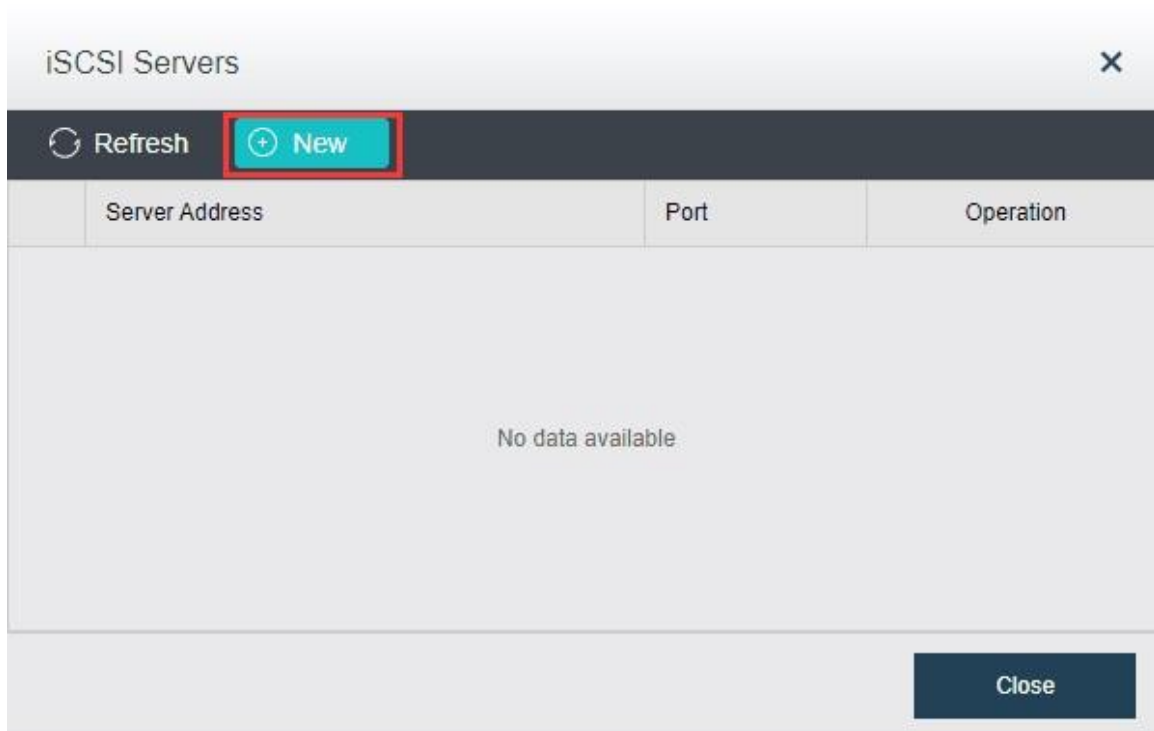 iSCSI Servers
Refresh New
Server Address Port Operation
No data available
Close